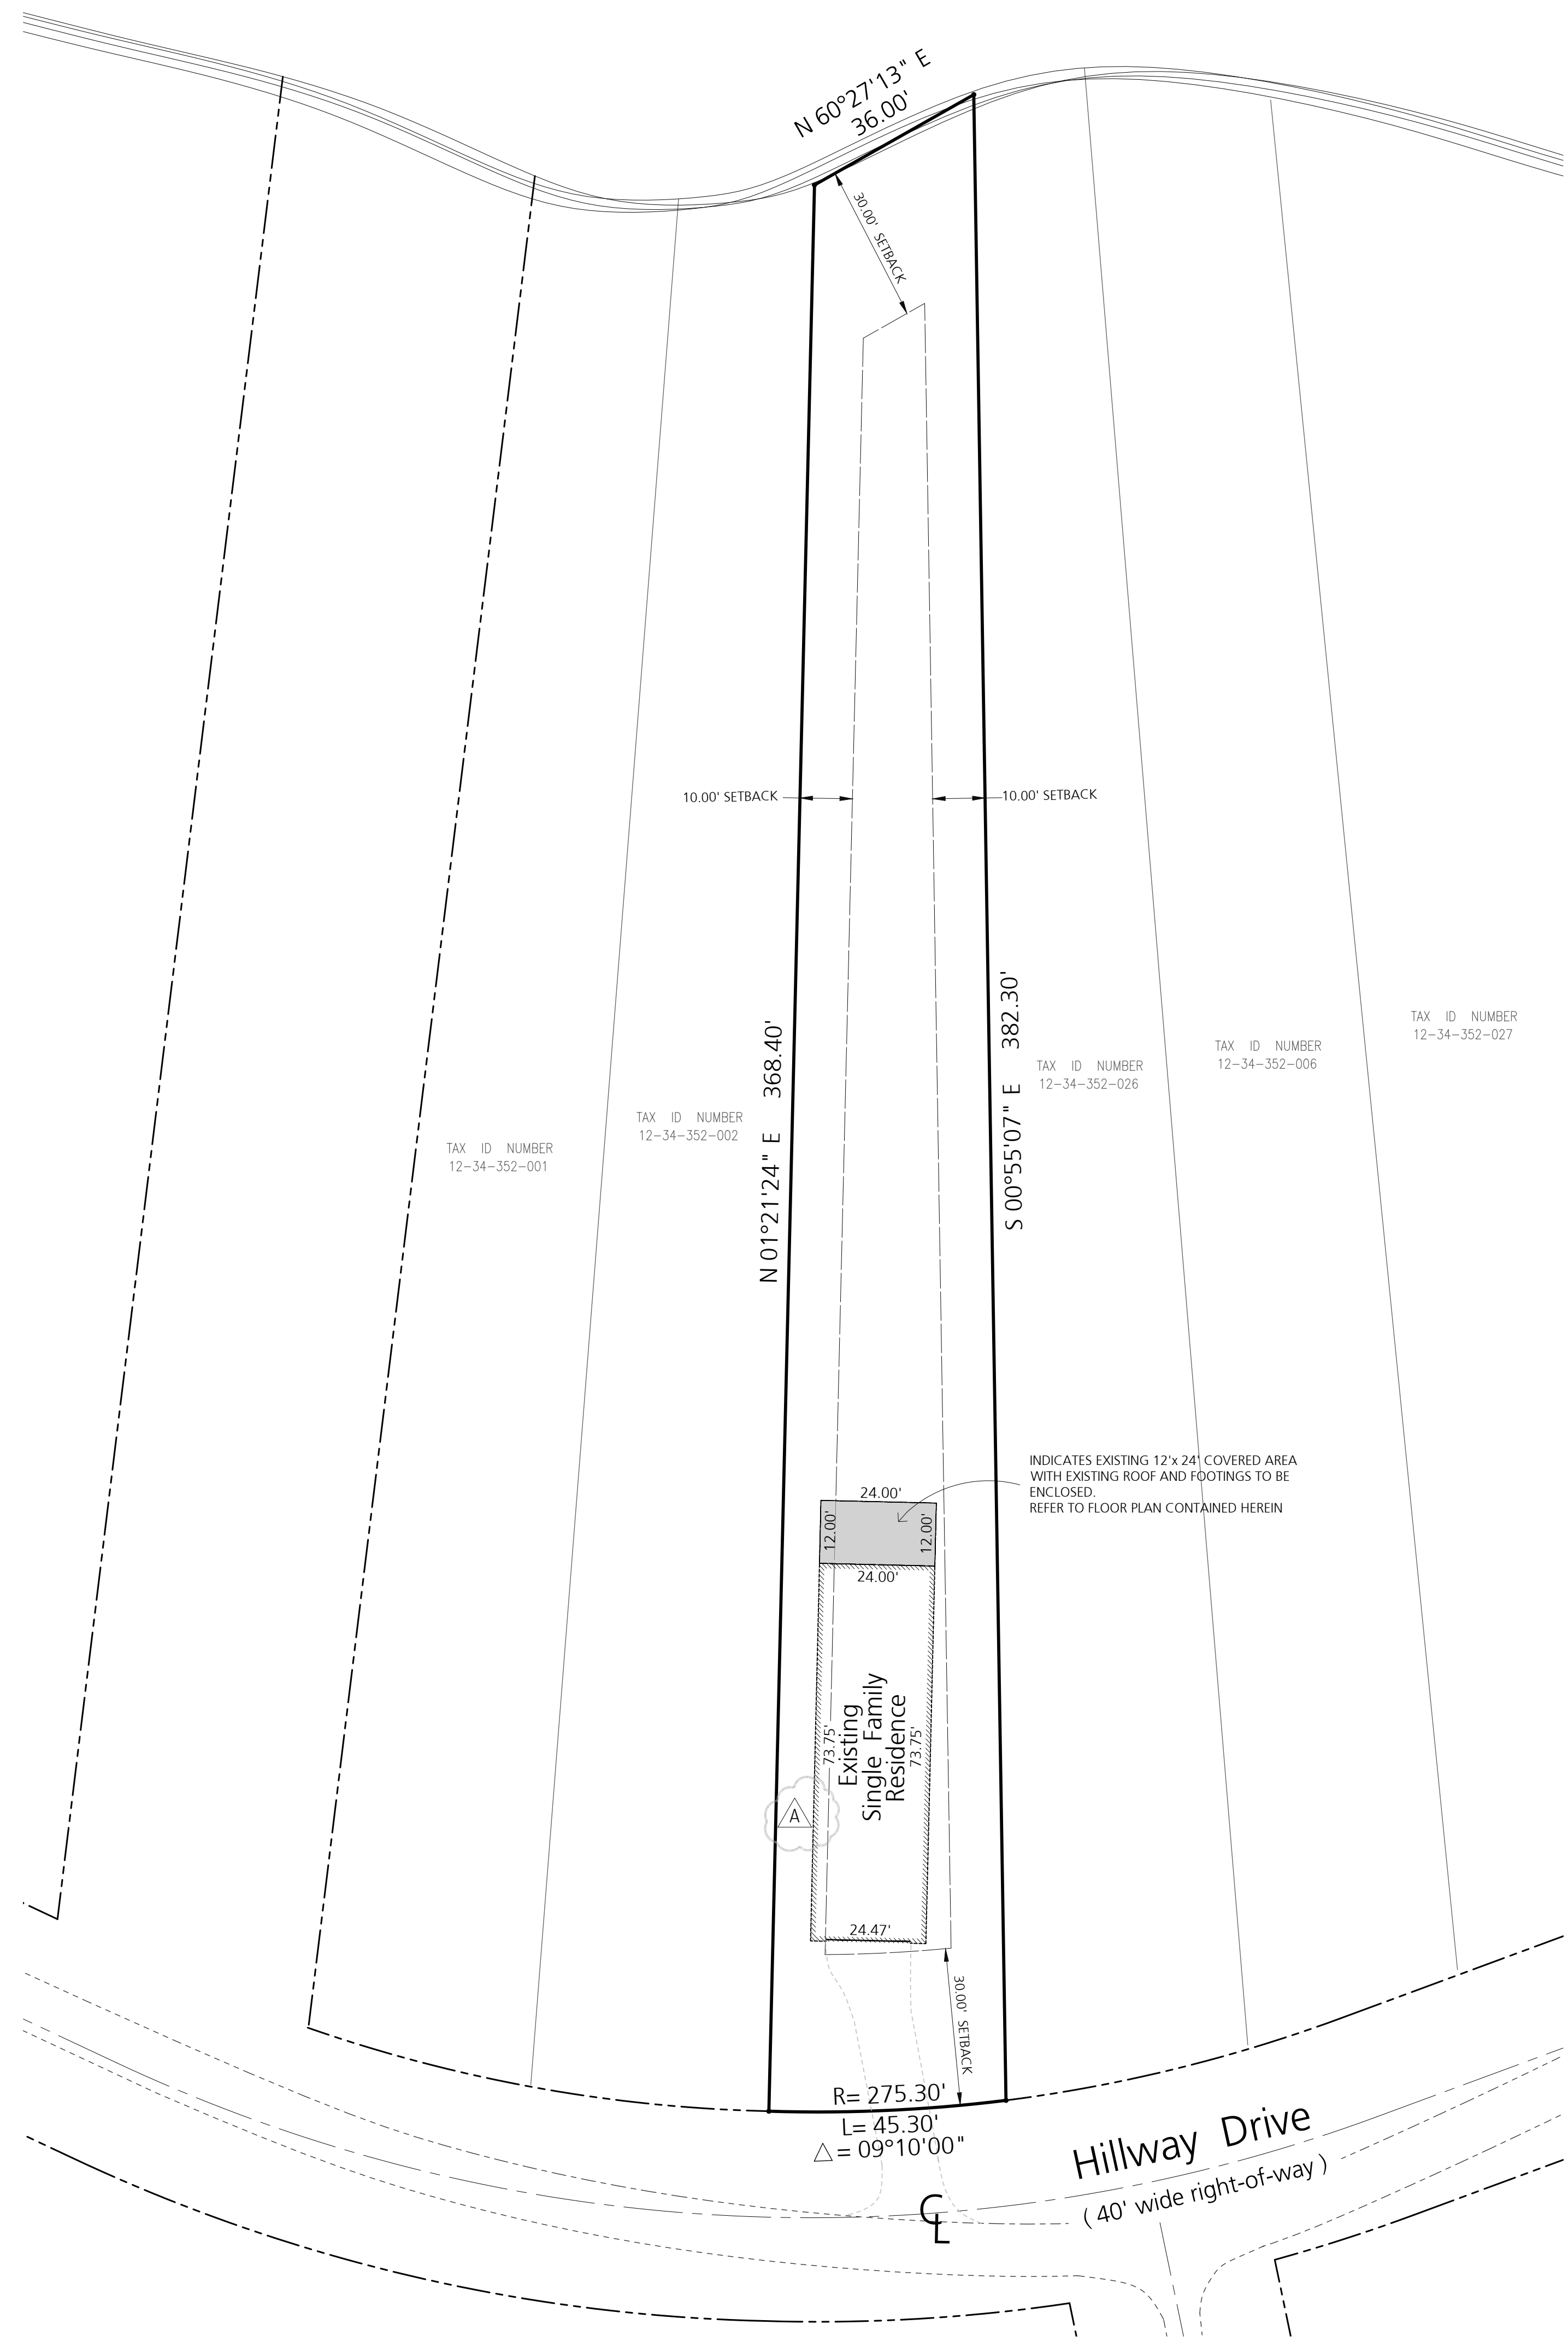 N 60°27'13" E
36.00'
30.00' SETBACK
10.00' SETBACK
10.00' SETBACK
N 01°21'24" E 368.40'
S 00°55'07" E 382.30'
TAX ID NUMBER
12-34-352-001
TAX ID NUMBER
12-34-352-002
TAX ID NUMBER
12-34-352-026
TAX ID NUMBER
12-34-352-006
TAX ID NUMBER
12-34-352-027
INDICATES EXISTING 12'x 24' COVERED AREA
WITH EXISTING ROOF AND FOOTINGS TO BE
ENCLOSED.
REFER TO FLOOR PLAN CONTAINED HEREIN
24.00'
12.00'
12.00'
24.00'
73.75'
Existing
Single Family
Residence
73.75'
A
24.47'
30.00' SETBACK
R= 275.30'
L= 45.30'
△= 09°10'00"
Hillway Drive
( 40' wide right-of-way )
CL